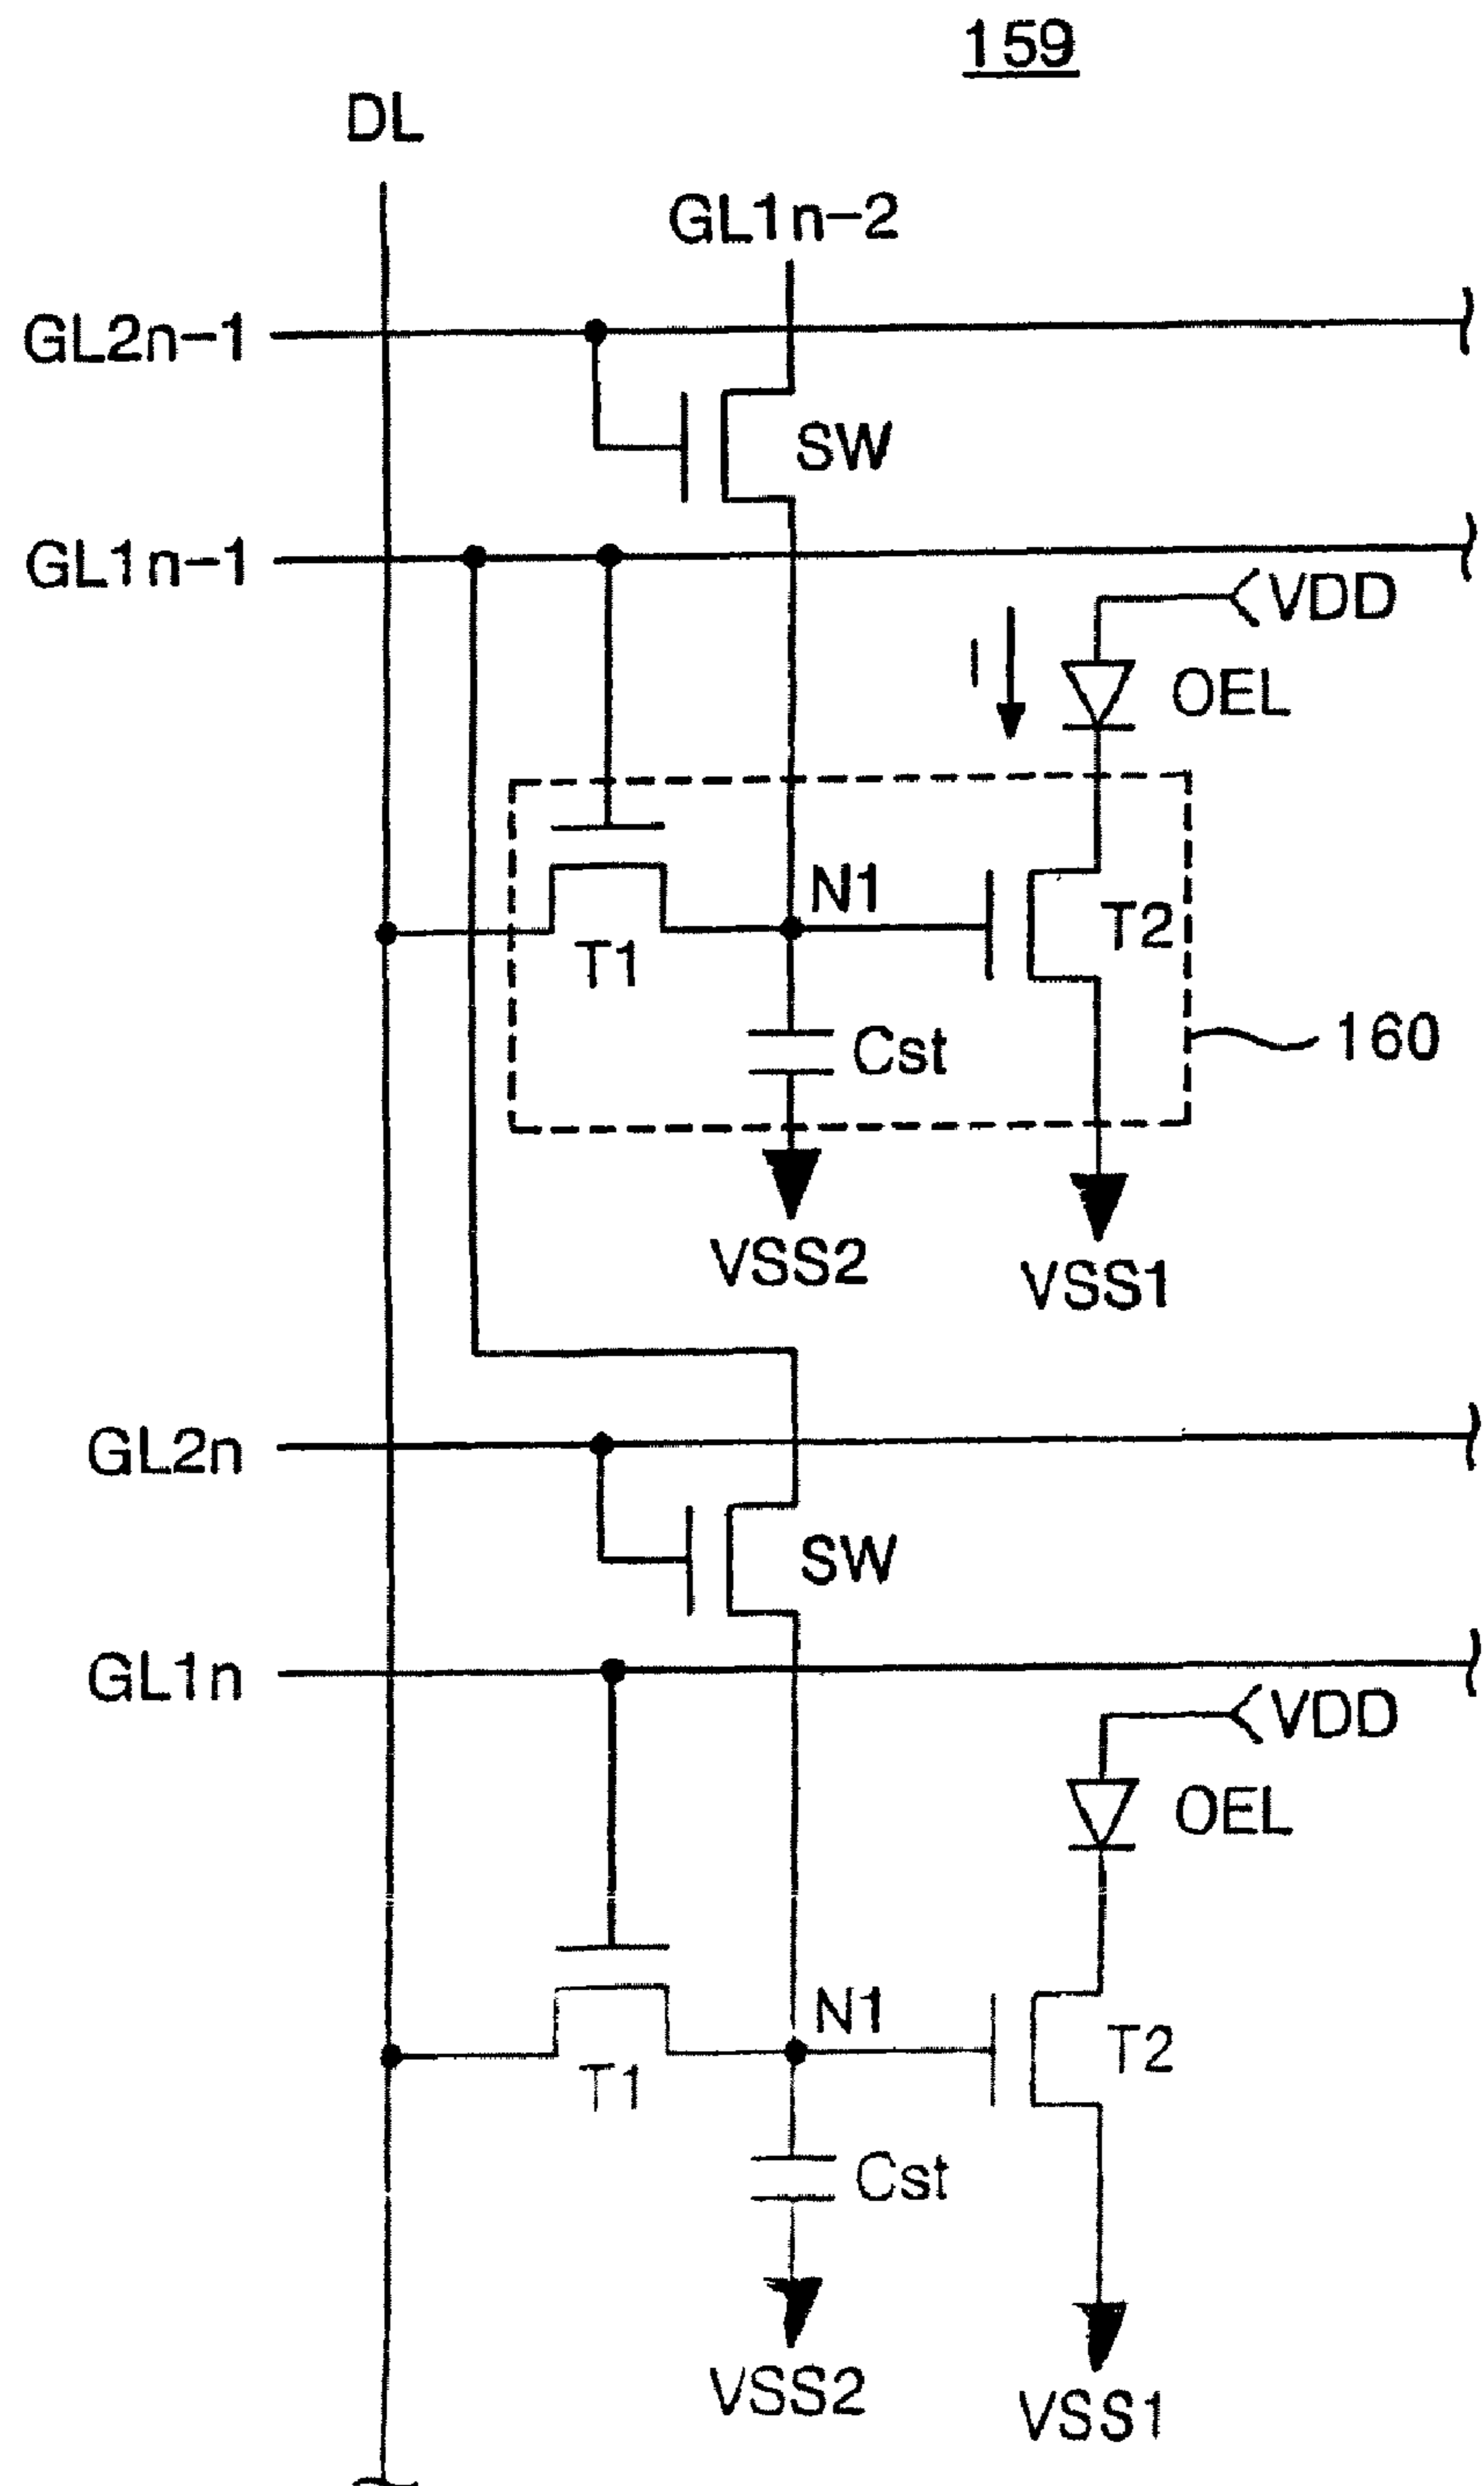 159
DL
GL1n-2
GL2n-1
SW
GL1n-1
VDD
I
OEL
N1
T2
T1
Cst
160
VSS2
VSS1
GL2n
SW
GL1n
VDD
OEL
N1
T2
T1
Cst
VSS2
VSS1